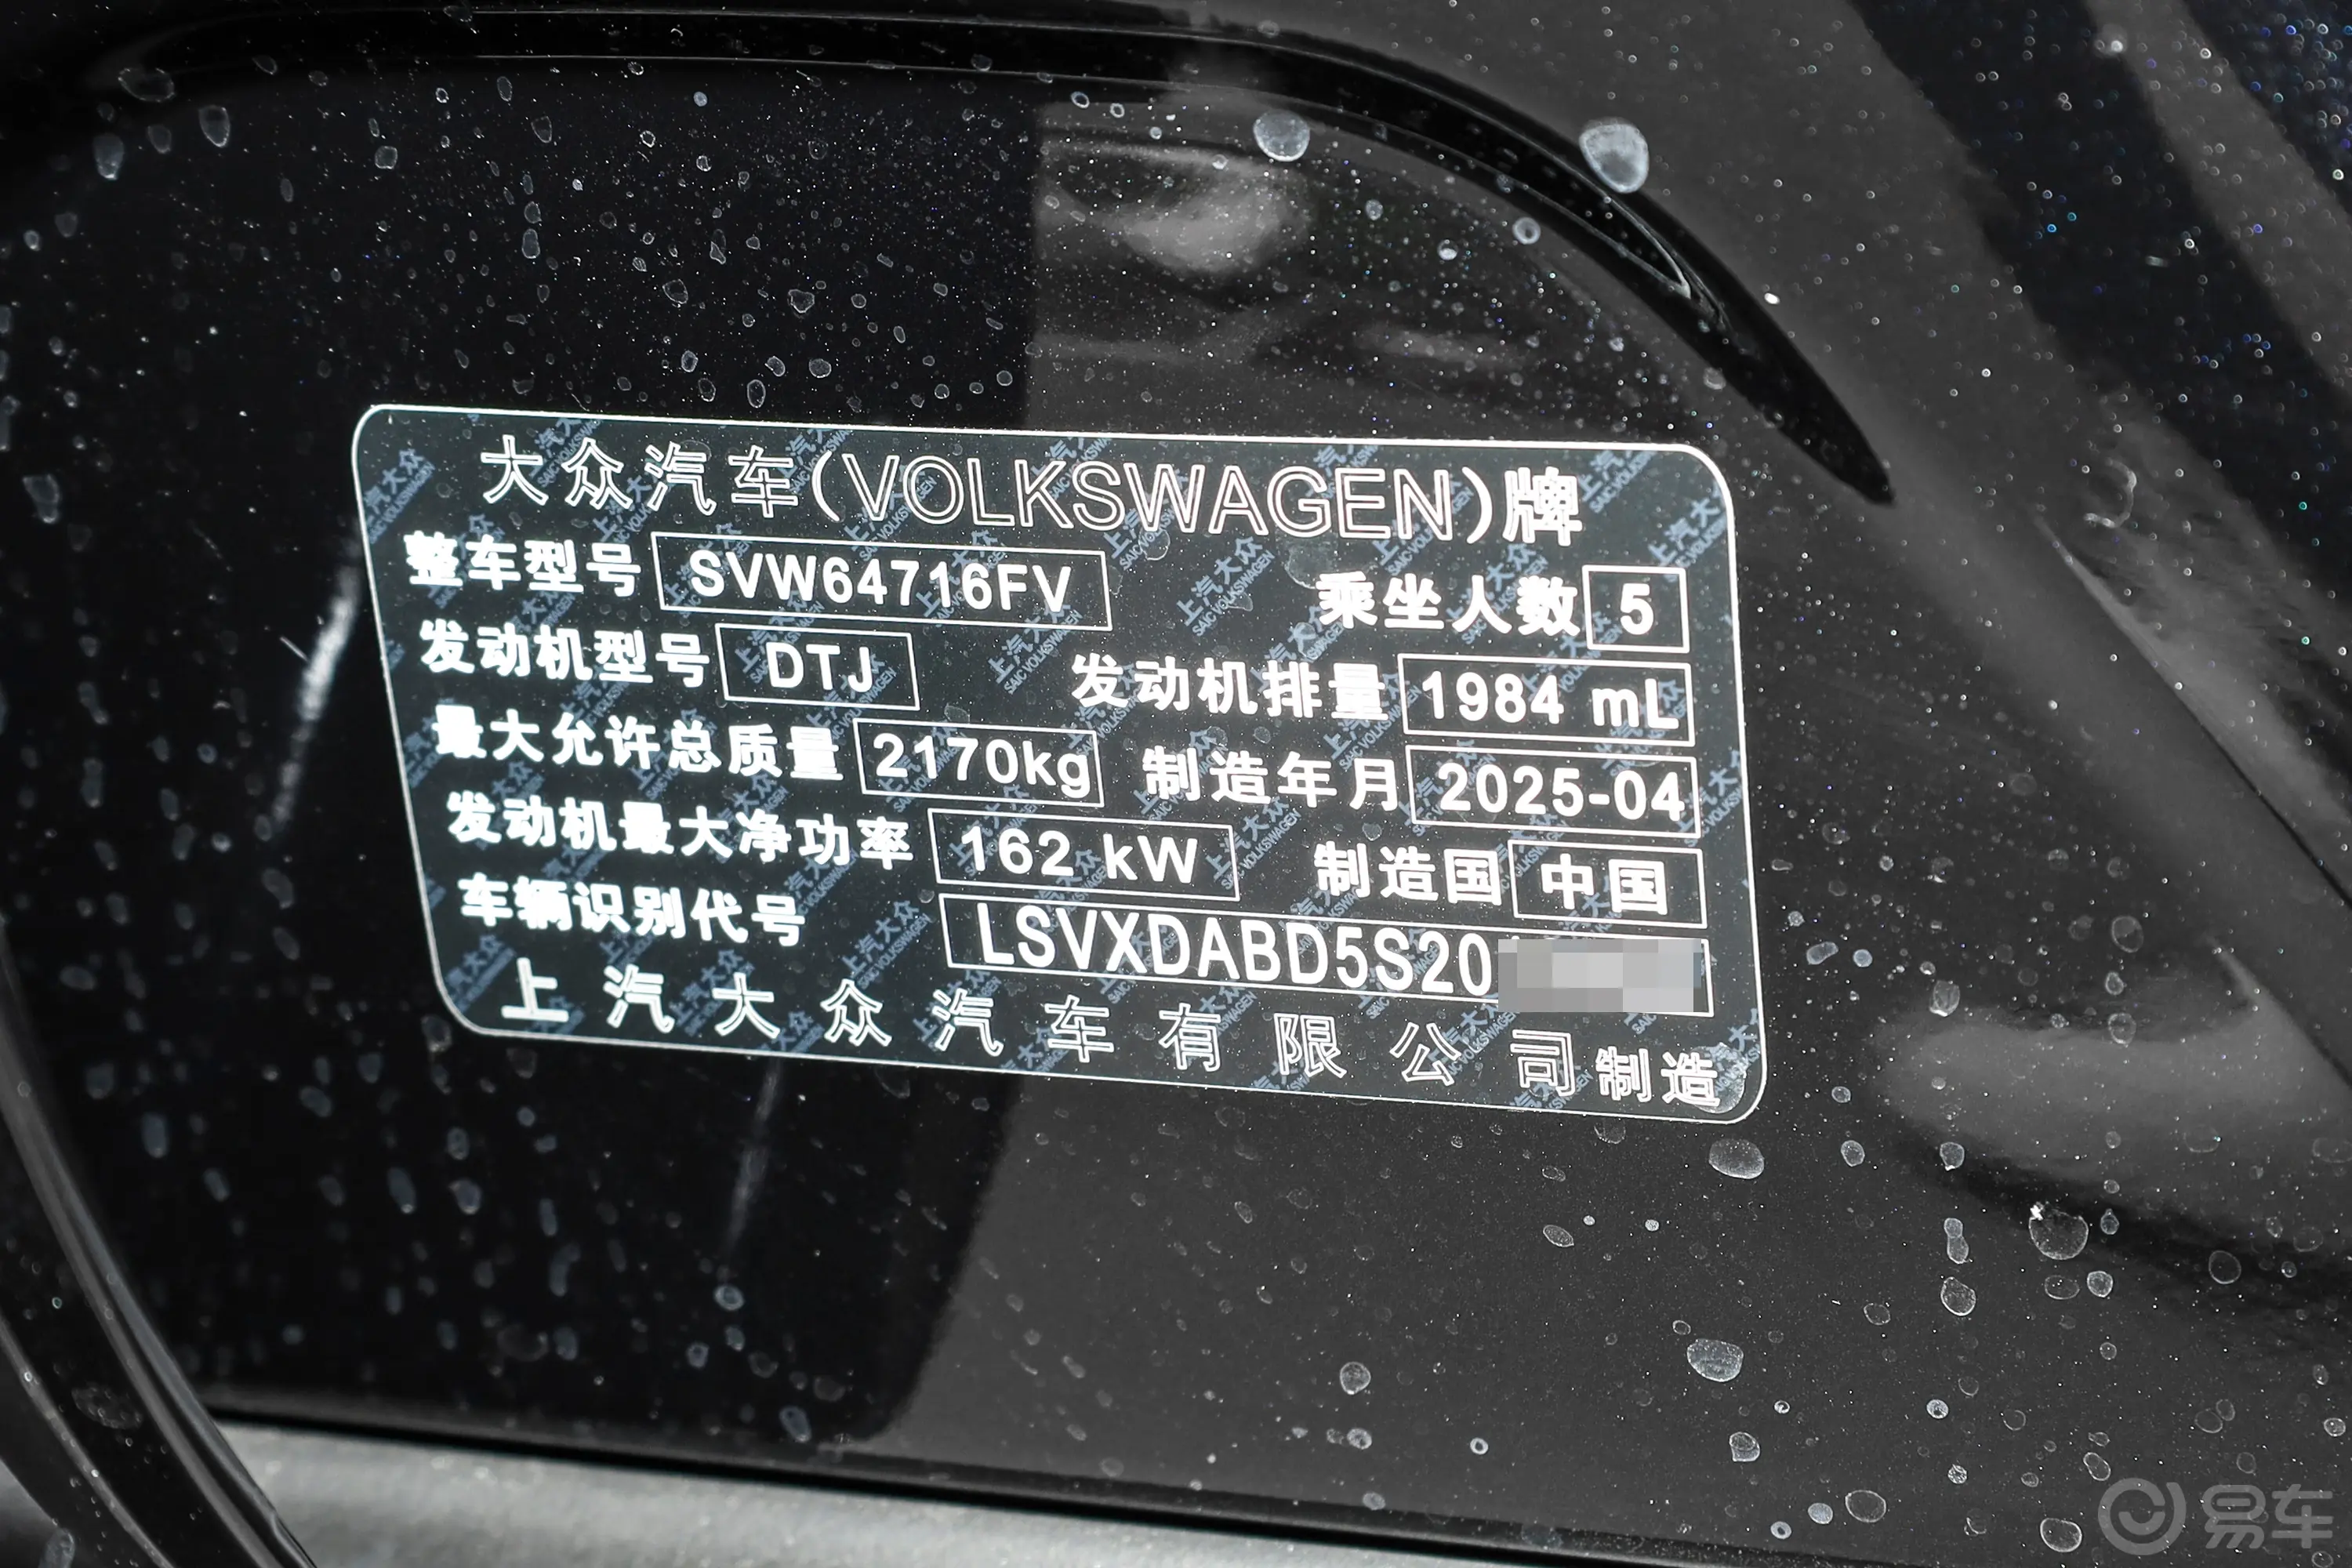 大众汽车(VOLKSWAGEN)牌
整车型号 SVW64716FV 乘坐人数 5
发动机型号 DTJ 发动机排量 1984 mL
最大允许总质量 2170kg 制造年月 2025-04
发动机最大净功率 162 kW 制造国 中国
车辆识别代号 LSVXDABD5S20
上汽大众汽车有限公司制造
易车